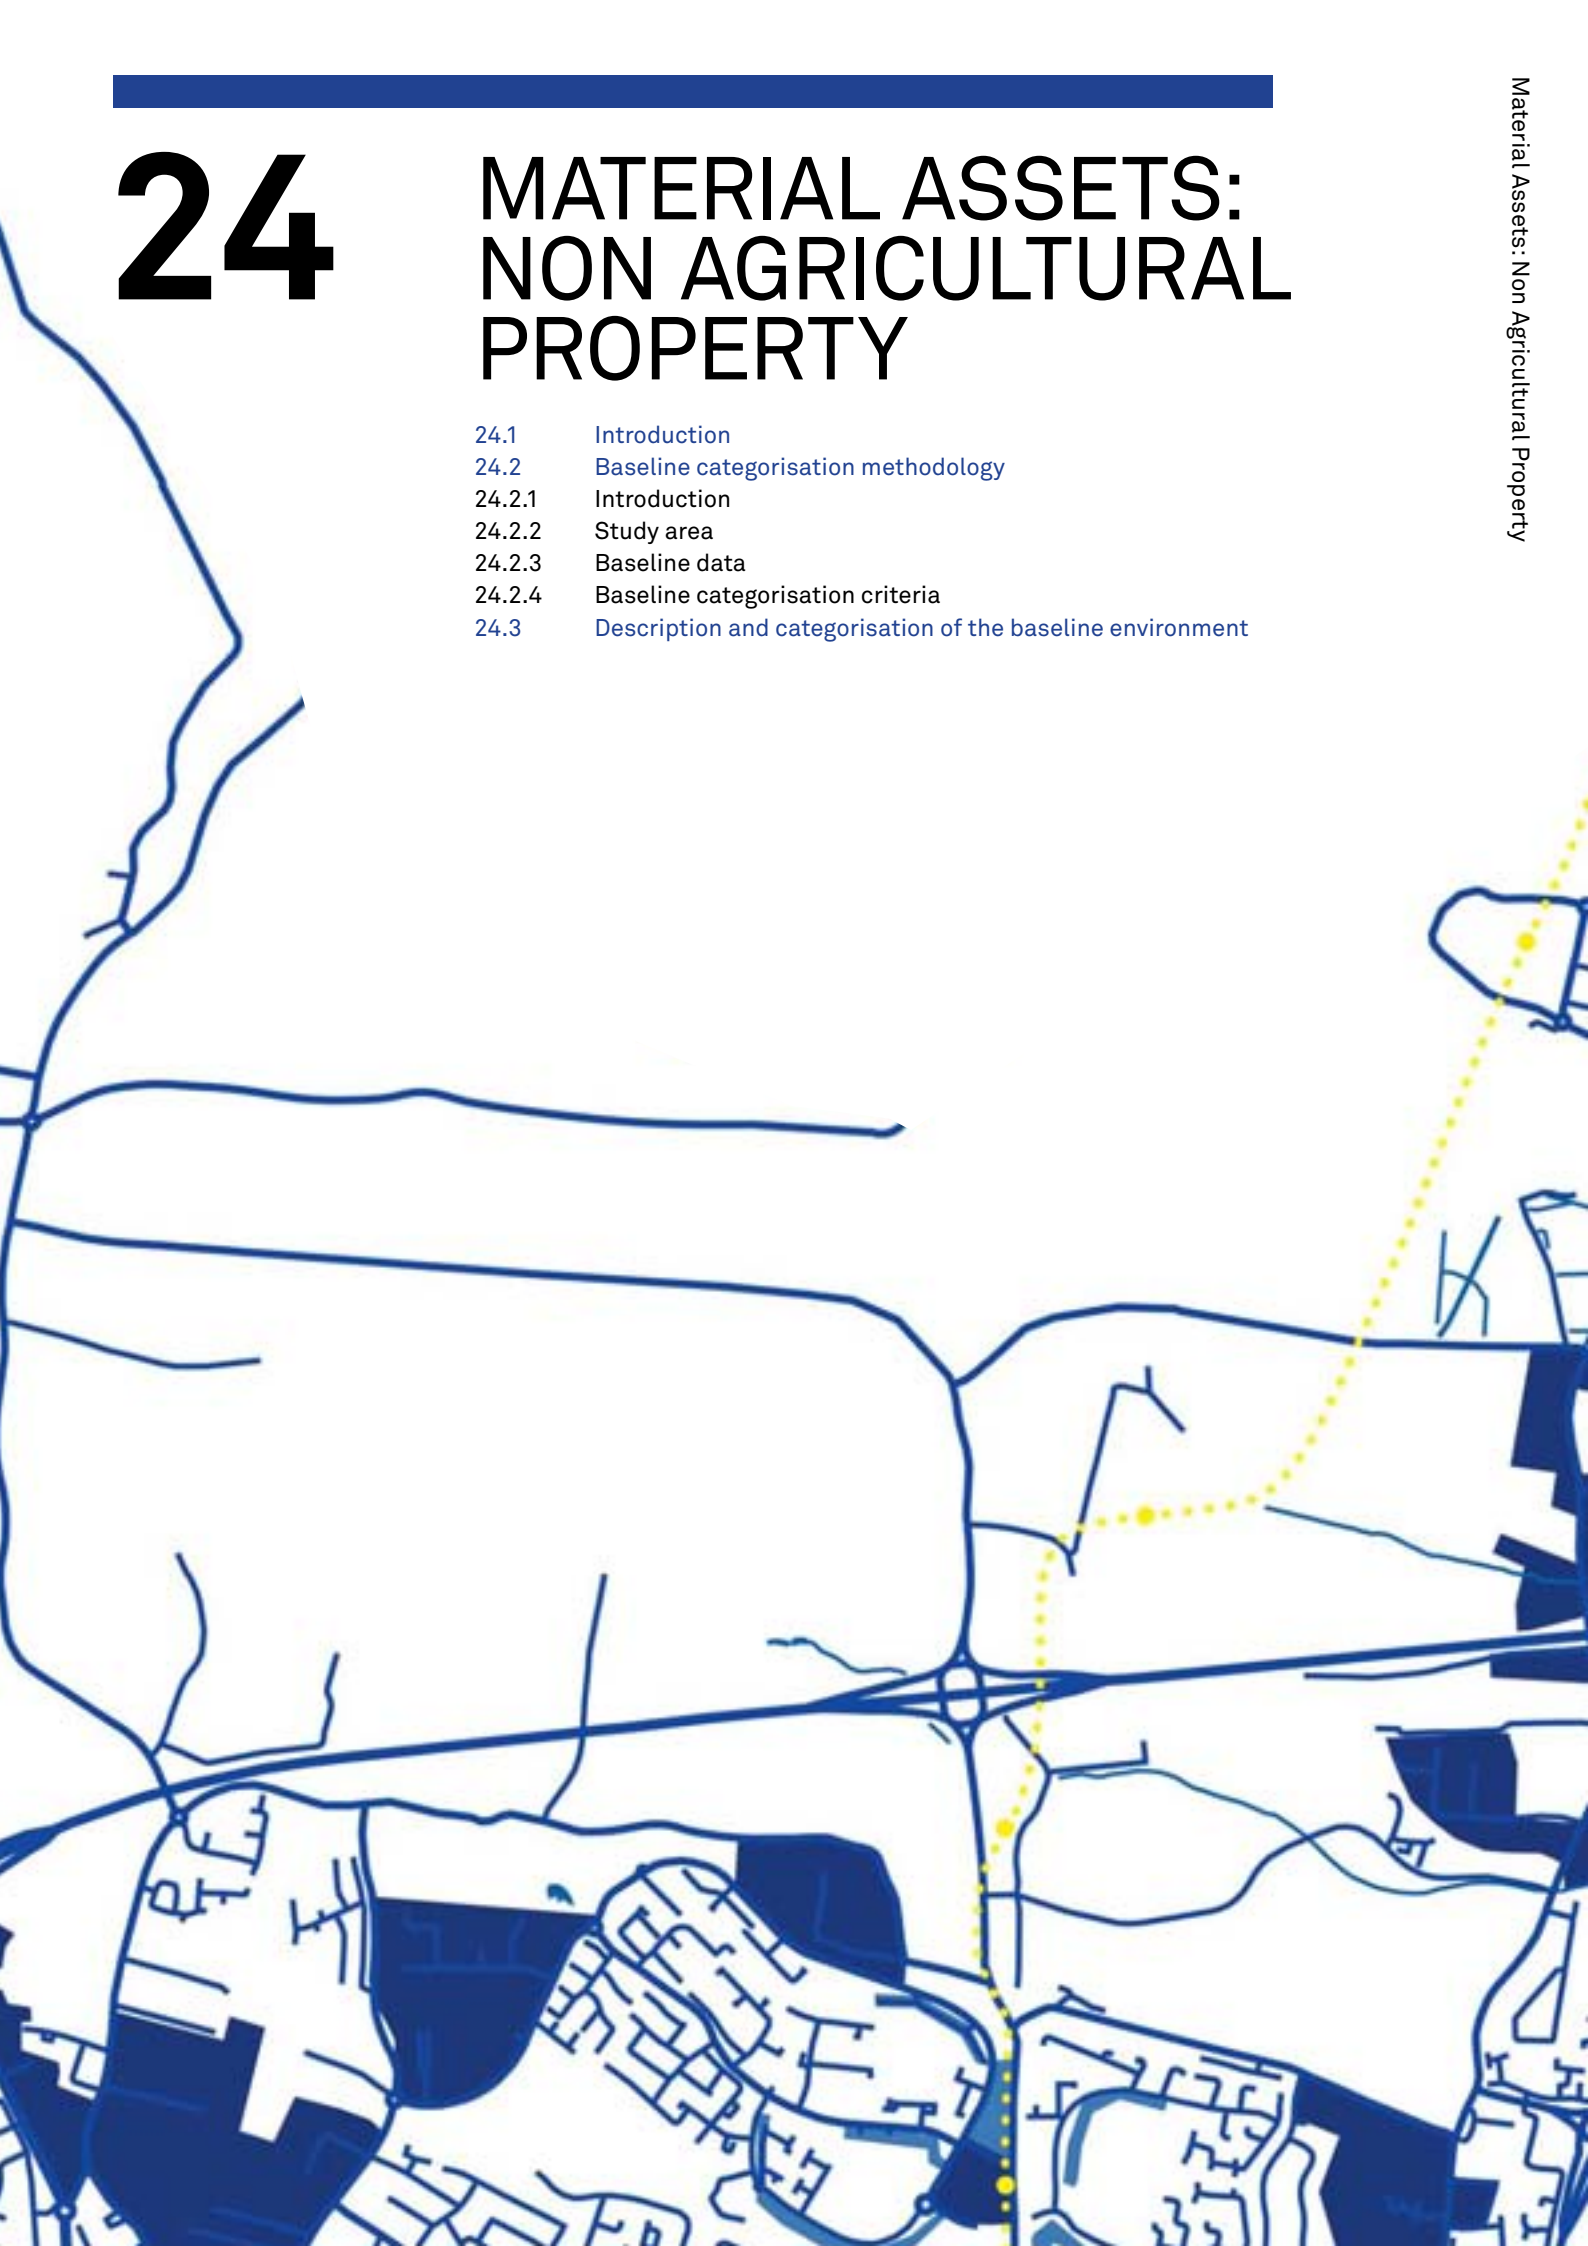 24
MATERIAL ASSETS:
NON AGRICULTURAL
PROPERTY
24.1 Introduction
24.2 Baseline categorisation methodology
24.2.1 Introduction
24.2.2 Study area
24.2.3 Baseline data
24.2.4 Baseline categorisation criteria
24.3 Description and categorisation of the baseline environment
Material Assets: Non Agricultural Property